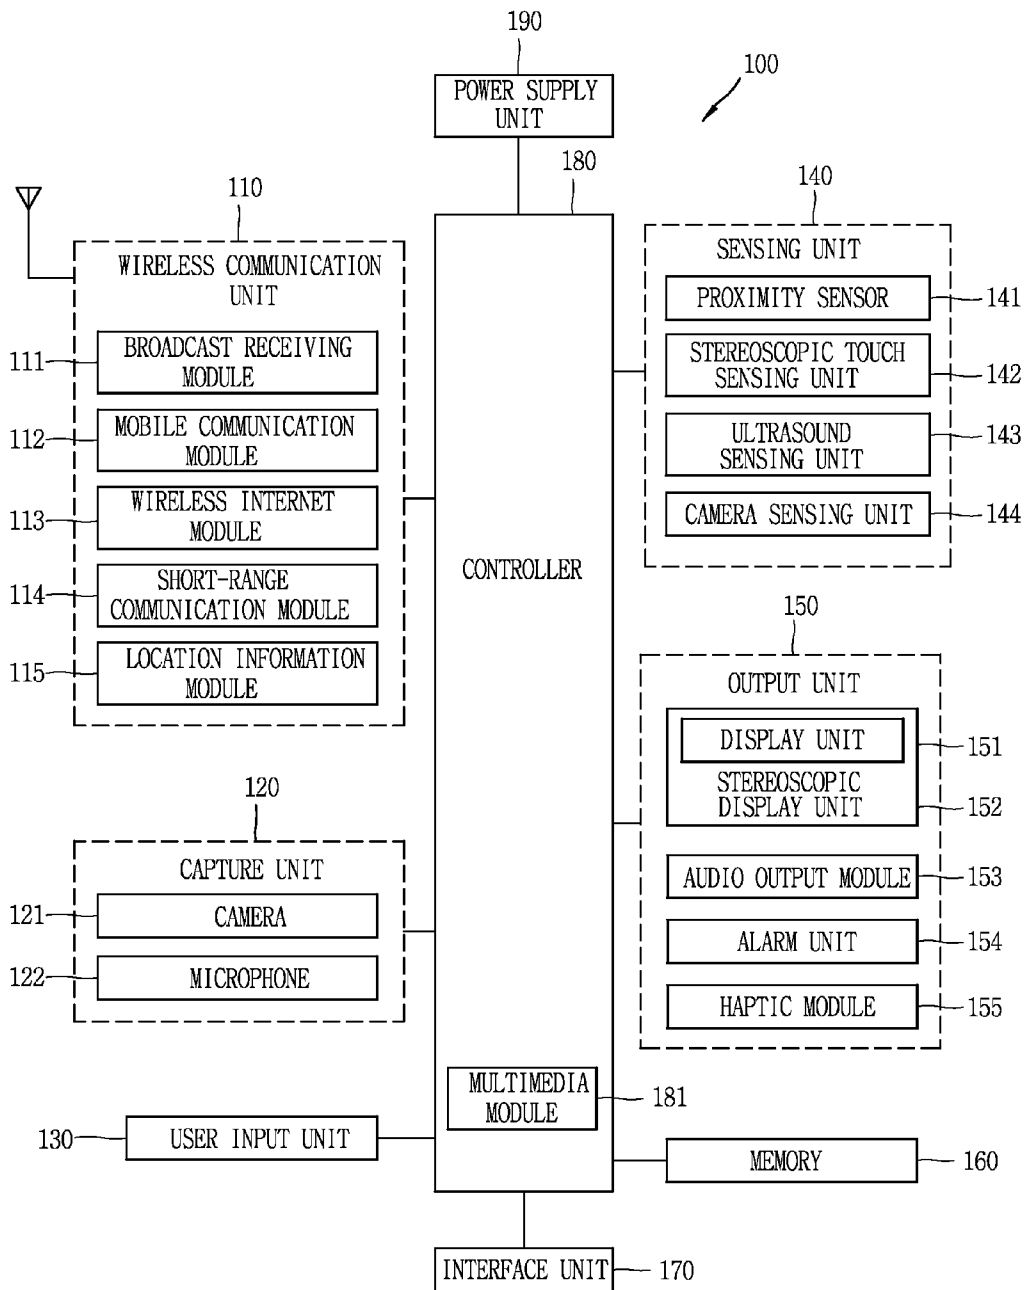 190
POWER SUPPLY
UNIT
100
180
110
WIRELESS COMMUNICATION
UNIT
111
BROADCAST RECEIVING
MODULE
112
MOBILE COMMUNICATION
MODULE
113
WIRELESS INTERNET
MODULE
114
SHORT-RANGE
COMMUNICATION MODULE
115
LOCATION INFORMATION
MODULE
120
CAPTURE UNIT
121
CAMERA
122
MICROPHONE
130
USER INPUT UNIT
CONTROLLER
MULTIMEDIA
MODULE
181
140
SENSING UNIT
PROXIMITY SENSOR
141
STEREOSCOPIC TOUCH
SENSING UNIT
142
ULTRASOUND
SENSING UNIT
143
CAMERA SENSING UNIT
144
150
OUTPUT UNIT
DISPLAY UNIT
151
STEREOSCOPIC
DISPLAY UNIT
152
AUDIO OUTPUT MODULE
153
ALARM UNIT
154
HAPTIC MODULE
155
MEMORY
160
INTERFACE UNIT
170